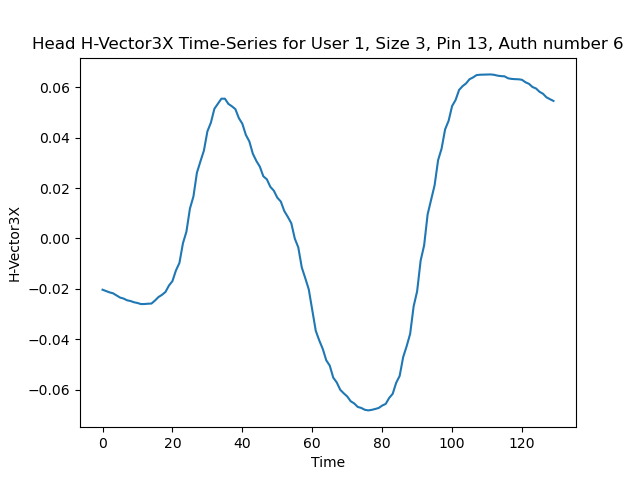 Head H-Vector3X Time-Series for User 1, Size 3, Pin 13, Auth number 6
0.06
0.04
0.02
0.00
−0.02
−0.04
−0.06
H-Vector3X
0 20 40 60 80 100 120
Time